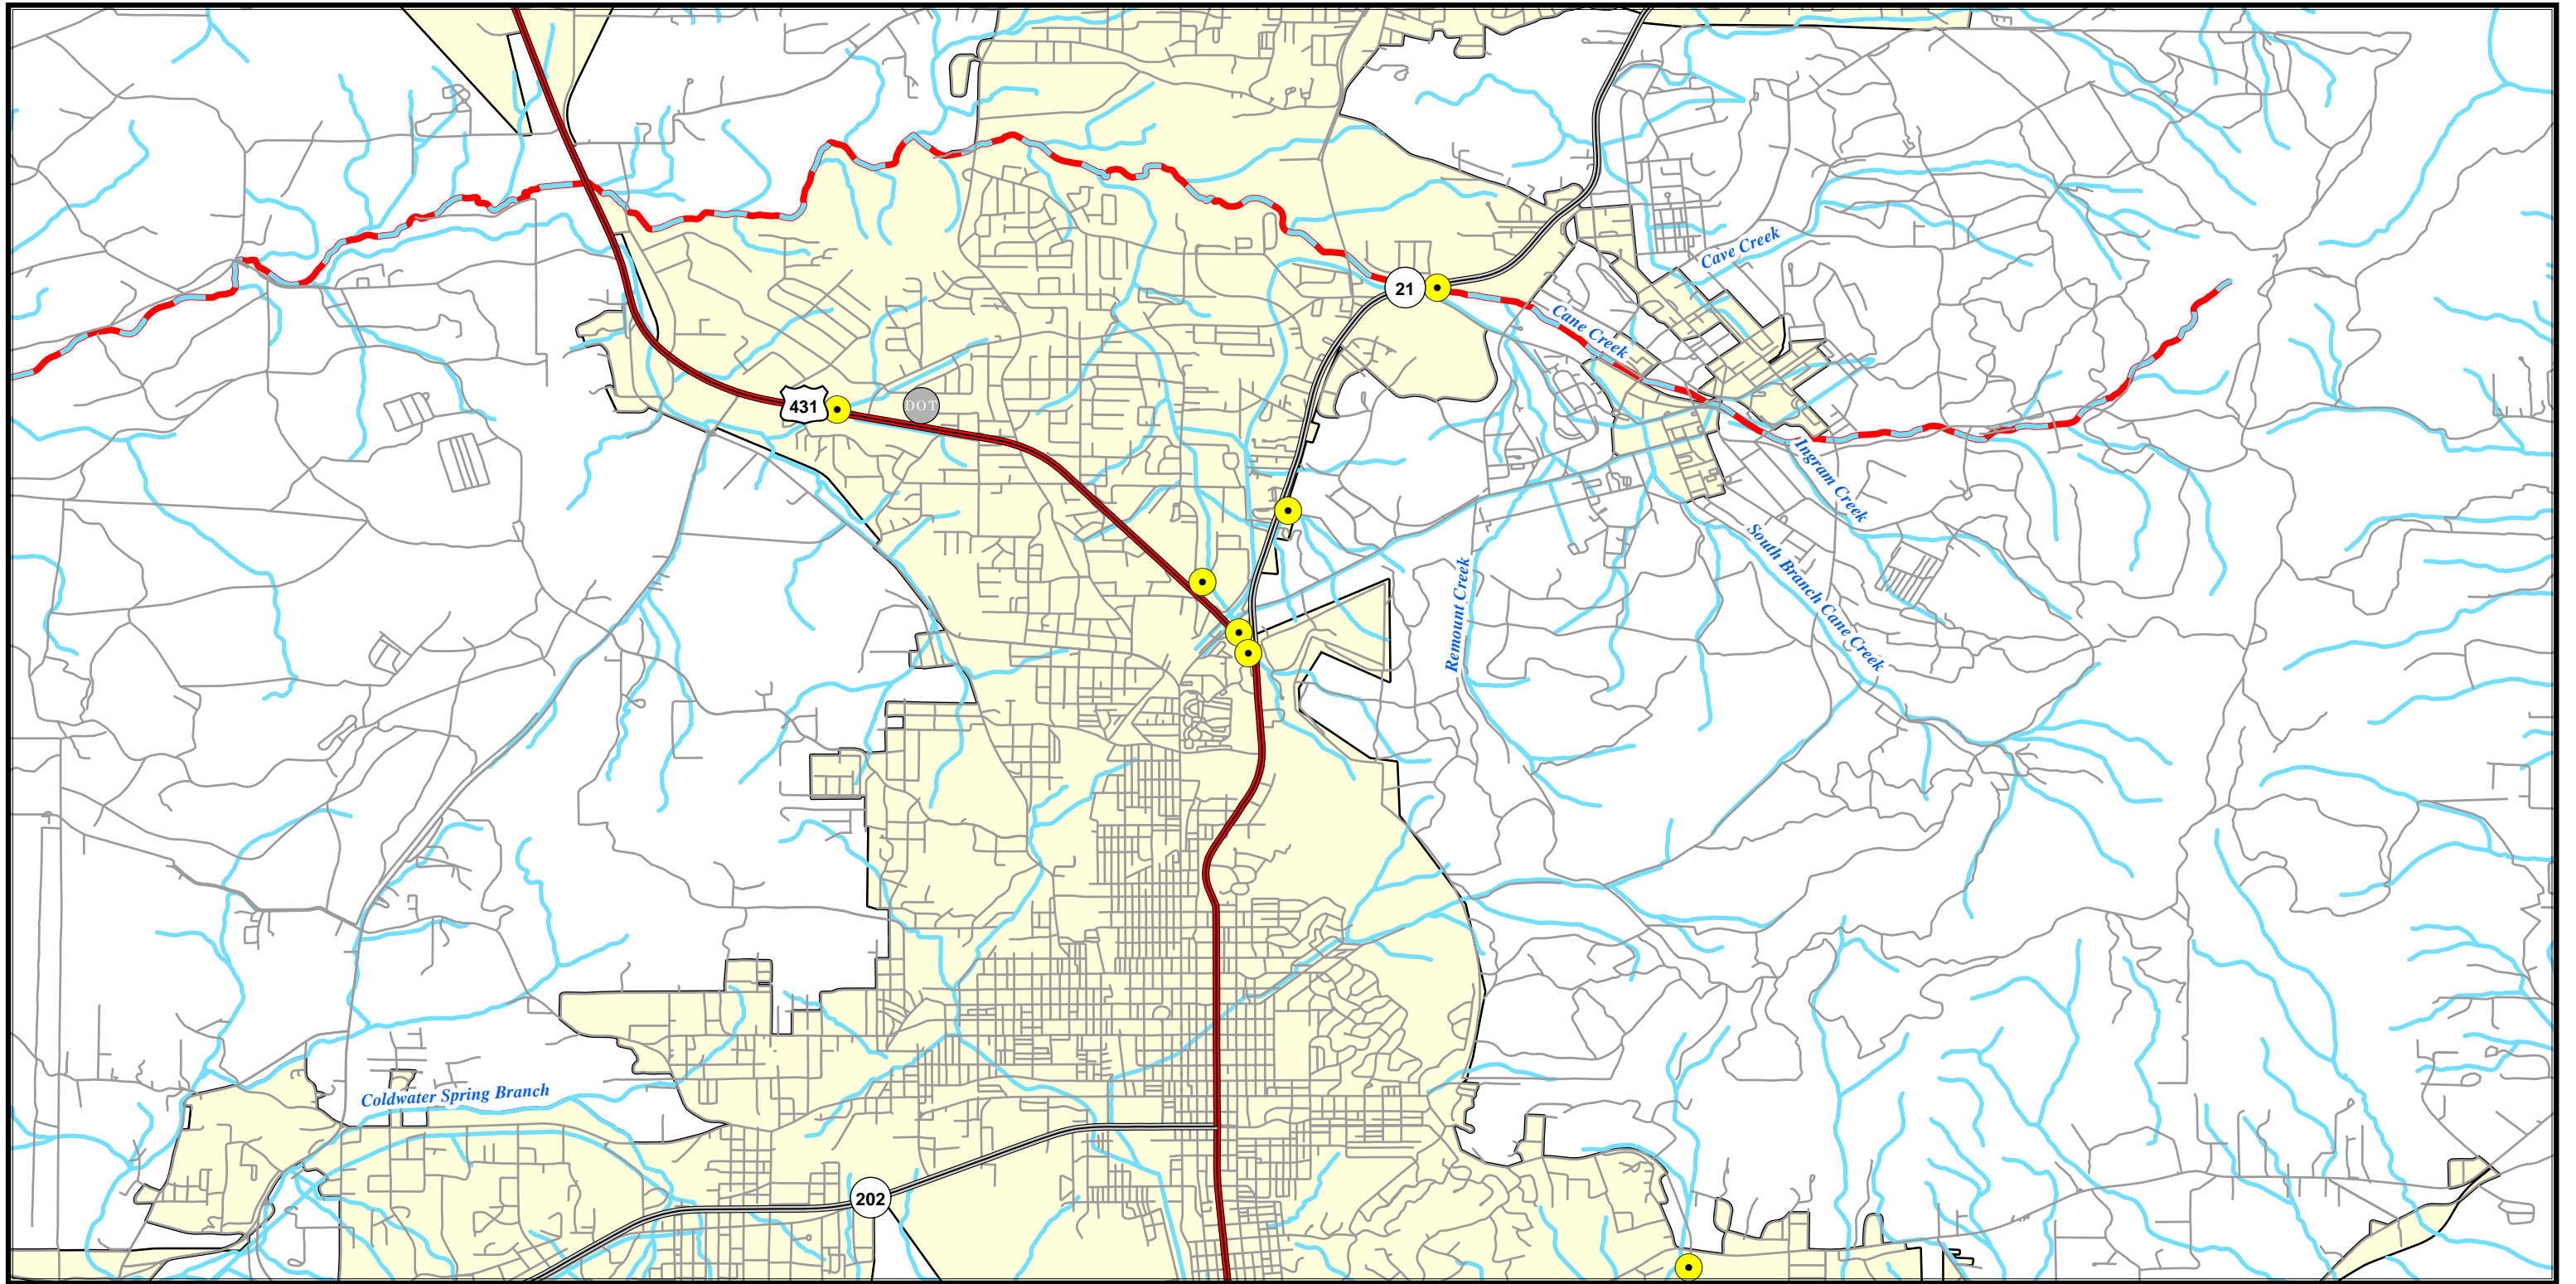 Cave Creek
21
Cane Creek
431
DOT
Ingram Creek
South Branch Cane Creek
Remount Creek
Coldwater Spring Branch
202